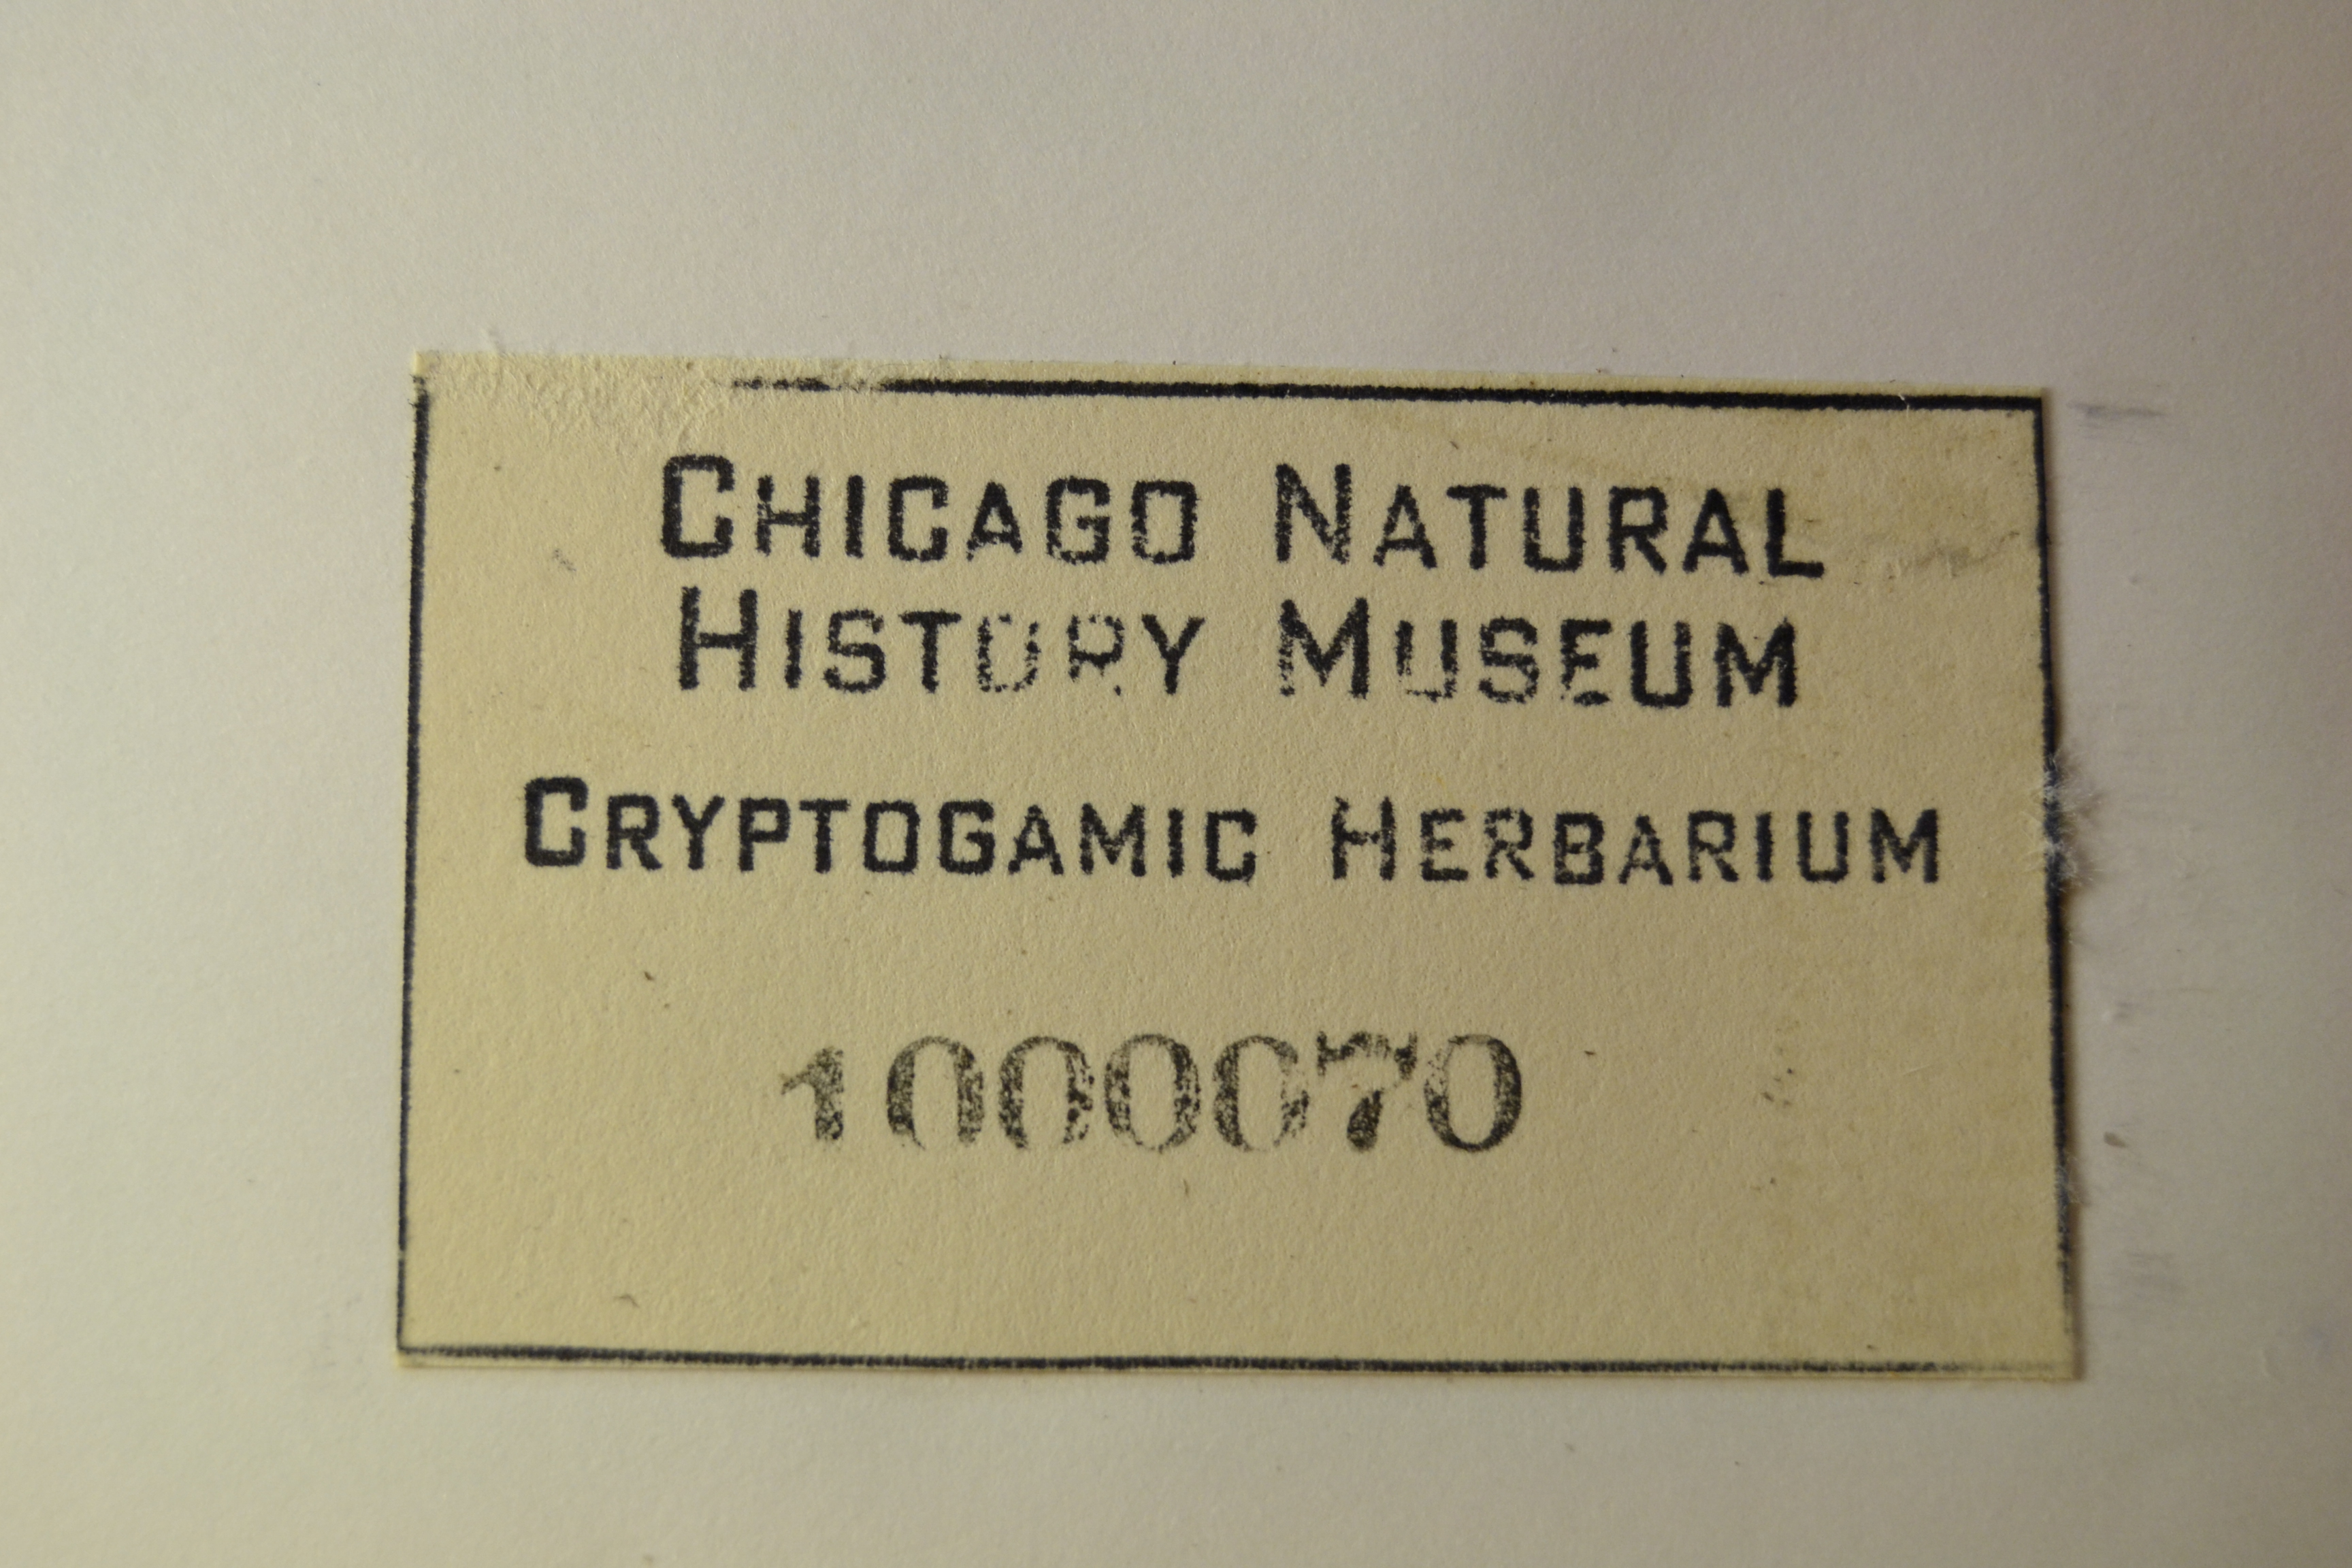 CHICAGO NATURAL
HISTORY MUSEUM
CRYPTOGAMIC HERBARIUM
1000070